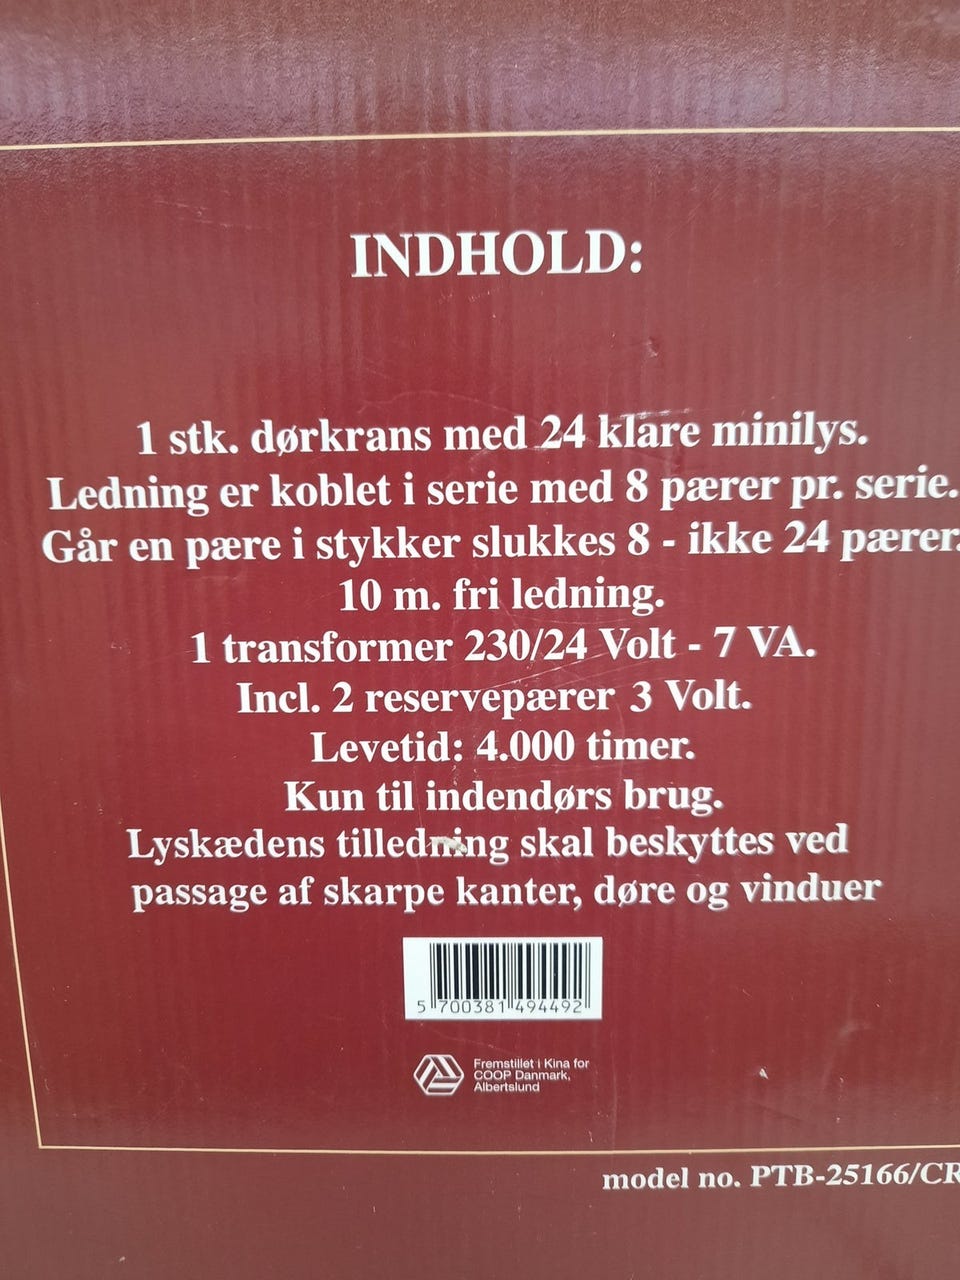 INDHOLD:
1 stk. dørkrans med 24 klare minilys.
Ledning er koblet i serie med 8 pærer pr. serie.
Går en pære i stykker slukkes 8 - ikke 24 pærer.
10 m. fri ledning.
1 transformer 230/24 Volt - 7 VA.
Incl. 2 reservepærer 3 Volt.
Levetid: 4.000 timer.
Kun til indendørs brug.
Lyskædens tilledning skal beskyttes ved
passage af skarpe kanter, døre og vinduer
5 700381 494492
Fremstillet i Kina for
COOP Danmark,
Albertslund
model no. PTB-25166/CR